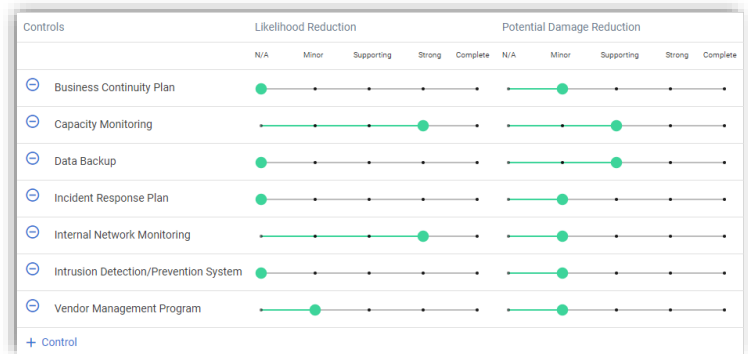 Controls Likelihood Reduction Potential Damage Reduction
N/A Minor Supporting Strong Complete N/A Minor Supporting Strong Complete
Business Continuity Plan
Capacity Monitoring
Data Backup
Incident Response Plan
Internal Network Monitoring
Intrusion Detection/Prevention System
Vendor Management Program
+ Control